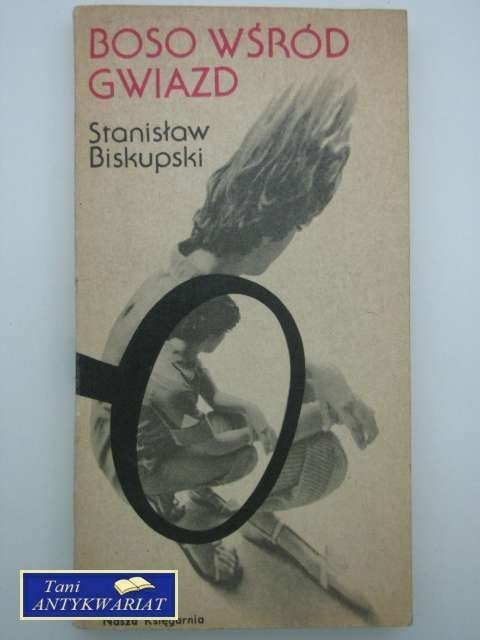 BOSO WŚRÓD
GWIAZD
Stanisław
Biskupski
Tani
ANTYKWARIAT
Nasza Księgarnia